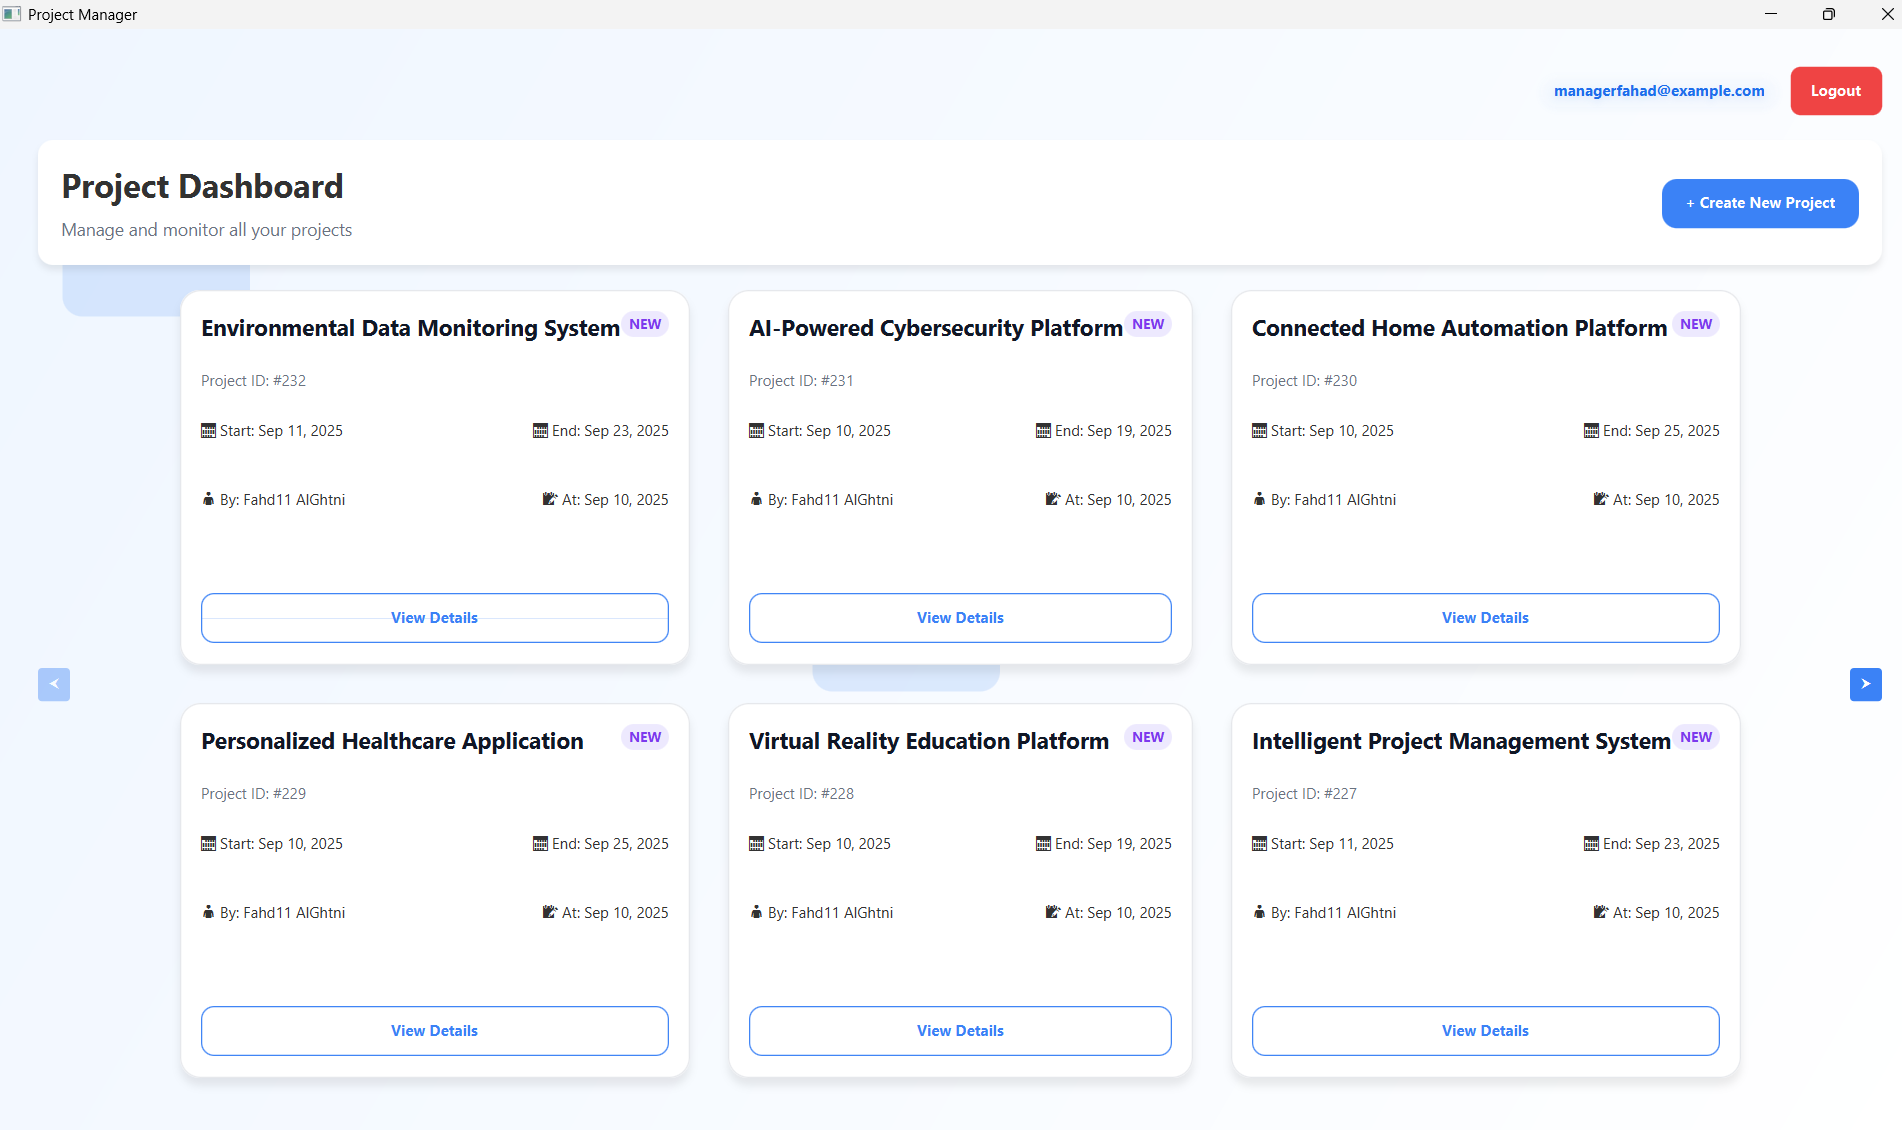 Project Manager
managerfahad@example.com
Logout
Project Dashboard
Manage and monitor all your projects
+ Create New Project
Environmental Data Monitoring System NEW
Project ID: #232
Start: Sep 11, 2025 End: Sep 23, 2025
By: Fahd11 AlGhtni At: Sep 10, 2025
View Details
AI-Powered Cybersecurity Platform NEW
Project ID: #231
Start: Sep 10, 2025 End: Sep 19, 2025
By: Fahd11 AlGhtni At: Sep 10, 2025
View Details
Connected Home Automation Platform NEW
Project ID: #230
Start: Sep 10, 2025 End: Sep 25, 2025
By: Fahd11 AlGhtni At: Sep 10, 2025
View Details
Personalized Healthcare Application NEW
Project ID: #229
Start: Sep 10, 2025 End: Sep 25, 2025
By: Fahd11 AlGhtni At: Sep 10, 2025
View Details
Virtual Reality Education Platform NEW
Project ID: #228
Start: Sep 10, 2025 End: Sep 19, 2025
By: Fahd11 AlGhtni At: Sep 10, 2025
View Details
Intelligent Project Management System NEW
Project ID: #227
Start: Sep 11, 2025 End: Sep 23, 2025
By: Fahd11 AlGhtni At: Sep 10, 2025
View Details